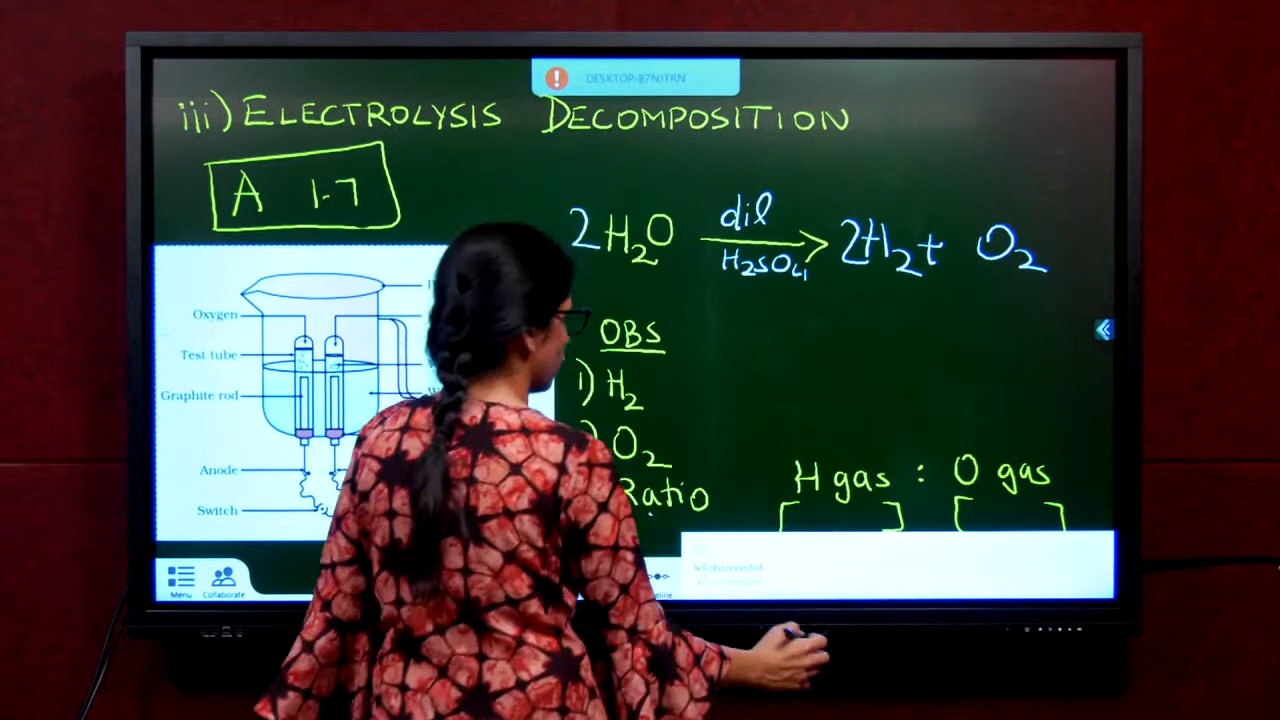 DESKTOP-B7NJTRN
iii) ELECTROLYSIS DECOMPOSITION
A 1.7
2H₂O dil H₂SO₄ → 2H₂ + O₂
Oxygen
Test tube
Graphite rod
Anode
Switch
OBS
1) H₂
O₂
Ratio
H gas : O gas
Menu
Collaborate